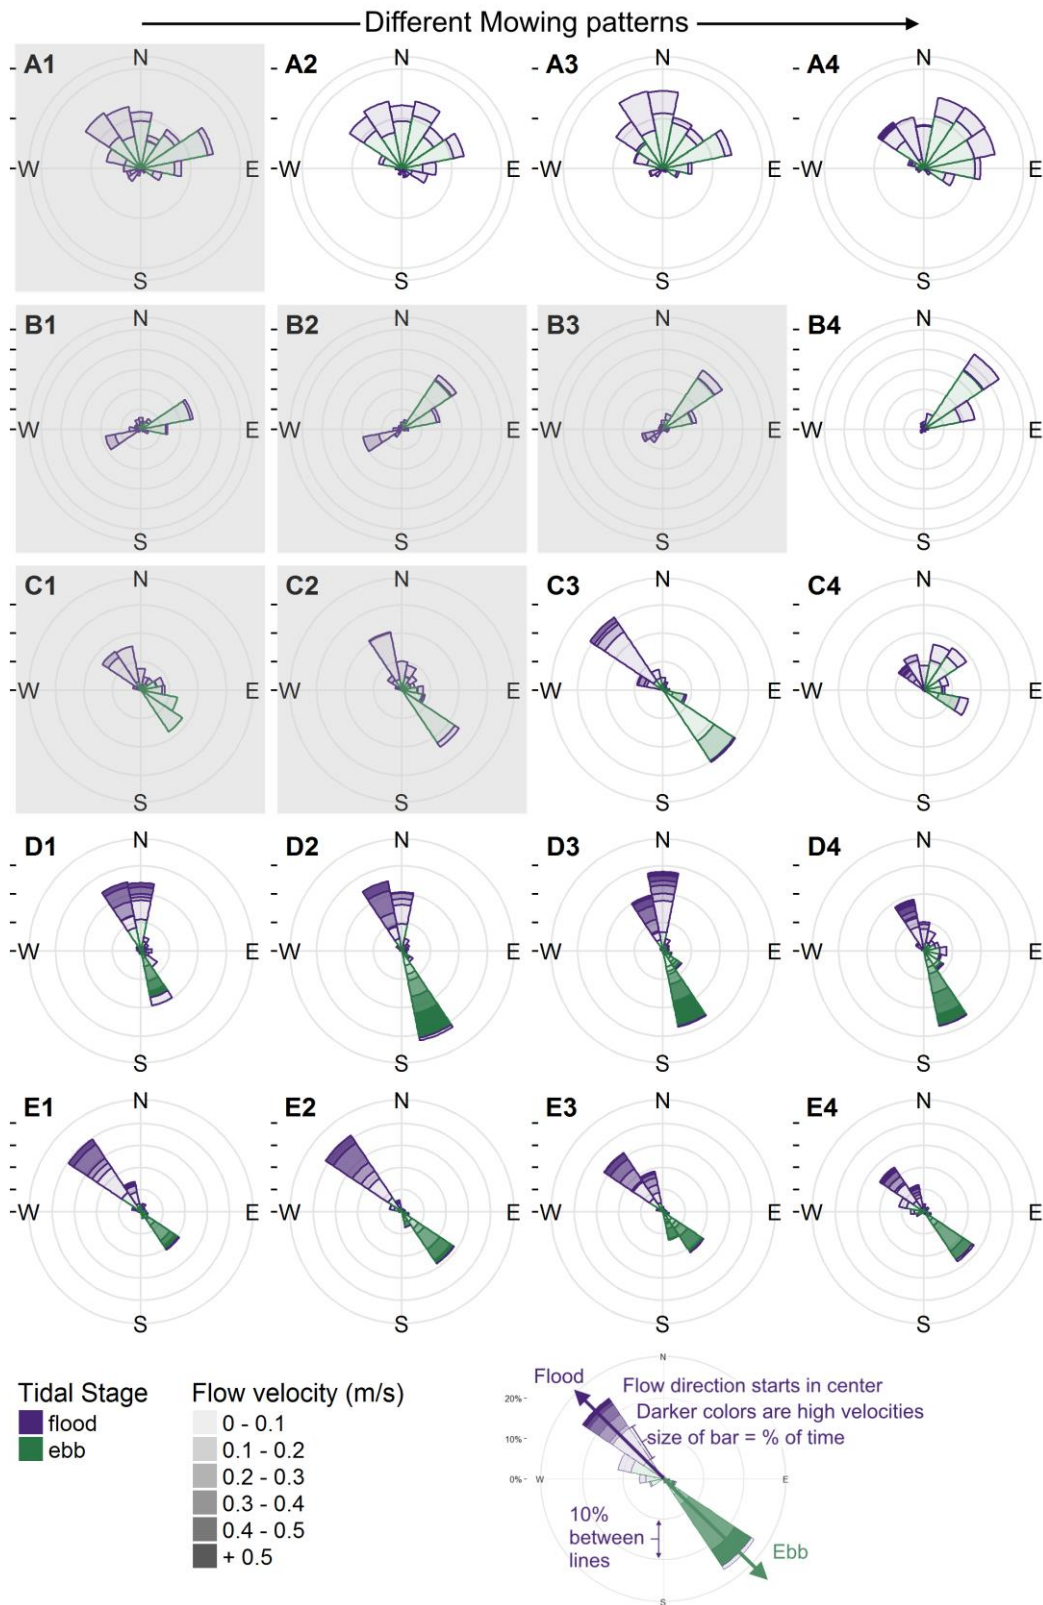 Different Mowing patterns
A1 A2 A3 A4
N N N N
-W E -W E -W E -W E
S S S S
B1 B2 B3 B4
N N N N
-W E -W E -W E -W E
S S S S
C1 C2 C3 C4
N N N N
-W E -W E -W E -W E
S S S S
D1 D2 D3 D4
N N N N
-W E -W E -W E -W E
S S S S
E1 E2 E3 E4
N N N N
-W E -W E -W E -W E
S S S S
Tidal Stage
flood
ebb
Flow velocity (m/s)
0 - 0.1
0.1 - 0.2
0.2 - 0.3
0.3 - 0.4
0.4 - 0.5
+ 0.5
N
Flood
Flow direction starts in center
20%-
Darker colors are high velocities
size of bar = % of time
10%-
0%- W E
10%
between
lines
Ebb
S